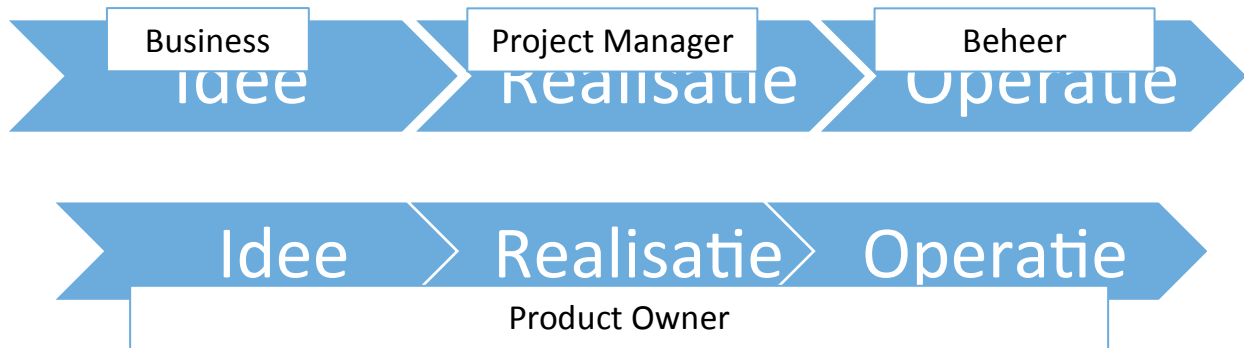 Business
Project Manager
Beheer
Idee
Realisatie
Operatie
Idee
Realisatie
Operatie
Product Owner